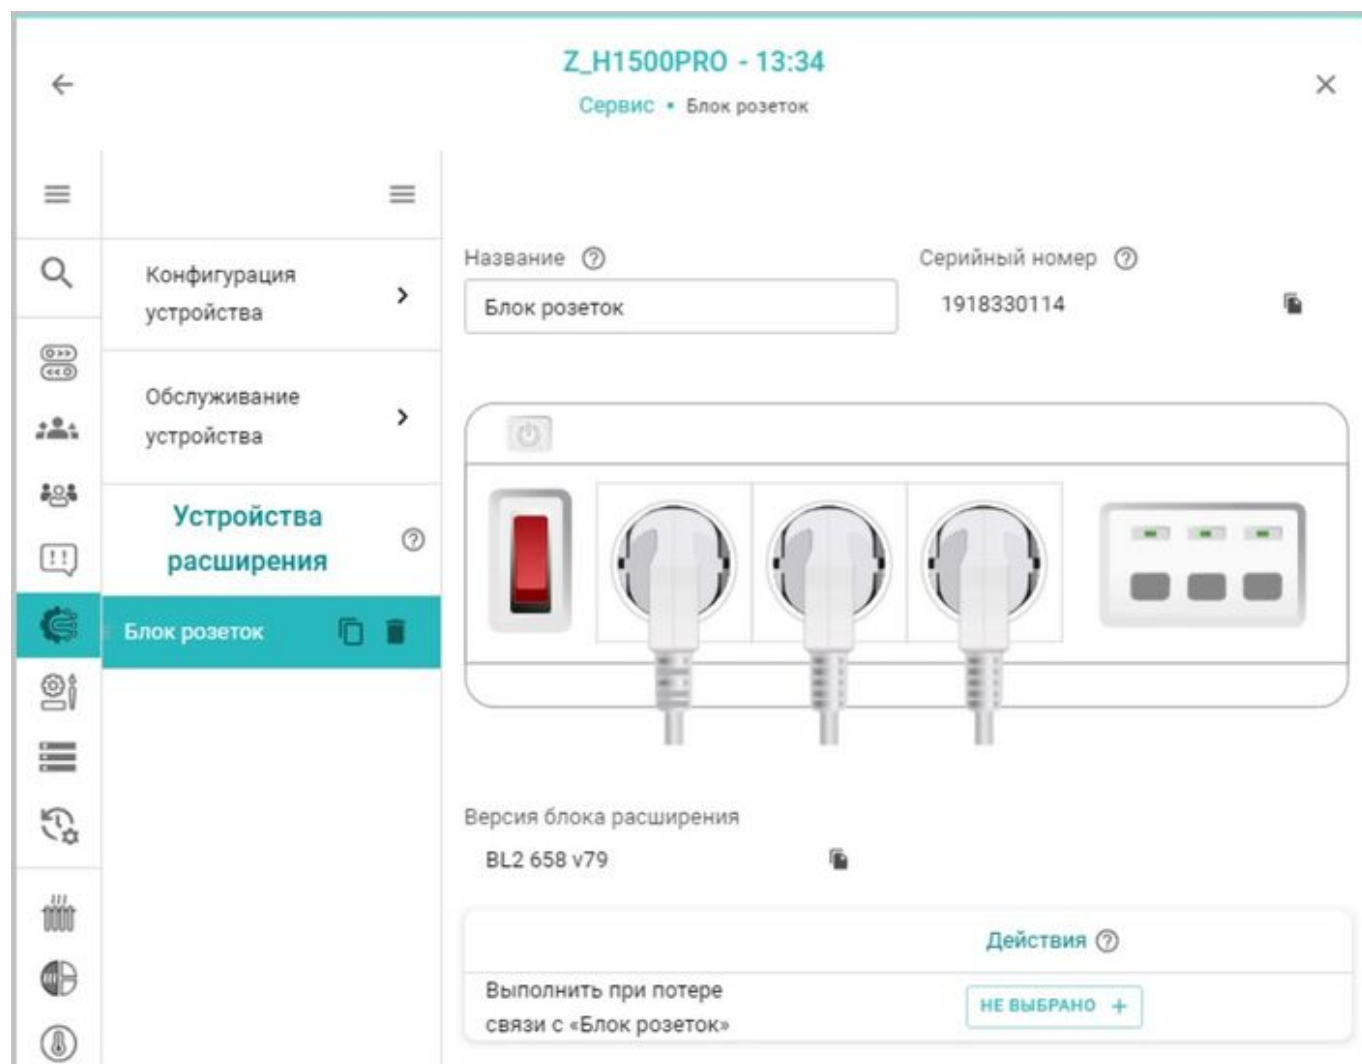 Z_H1500PRO - 13:34
Сервис • Блок розеток
Конфигурация
устройства
Обслуживание
устройства
Устройства
расширения
Блок розеток
Название
Серийный номер
Блок розеток
1918330114
Версия блока расширения
BL2 658 v79
Действия
Выполнить при потере
связи с «Блок розеток»
НЕ ВЫБРАНО +